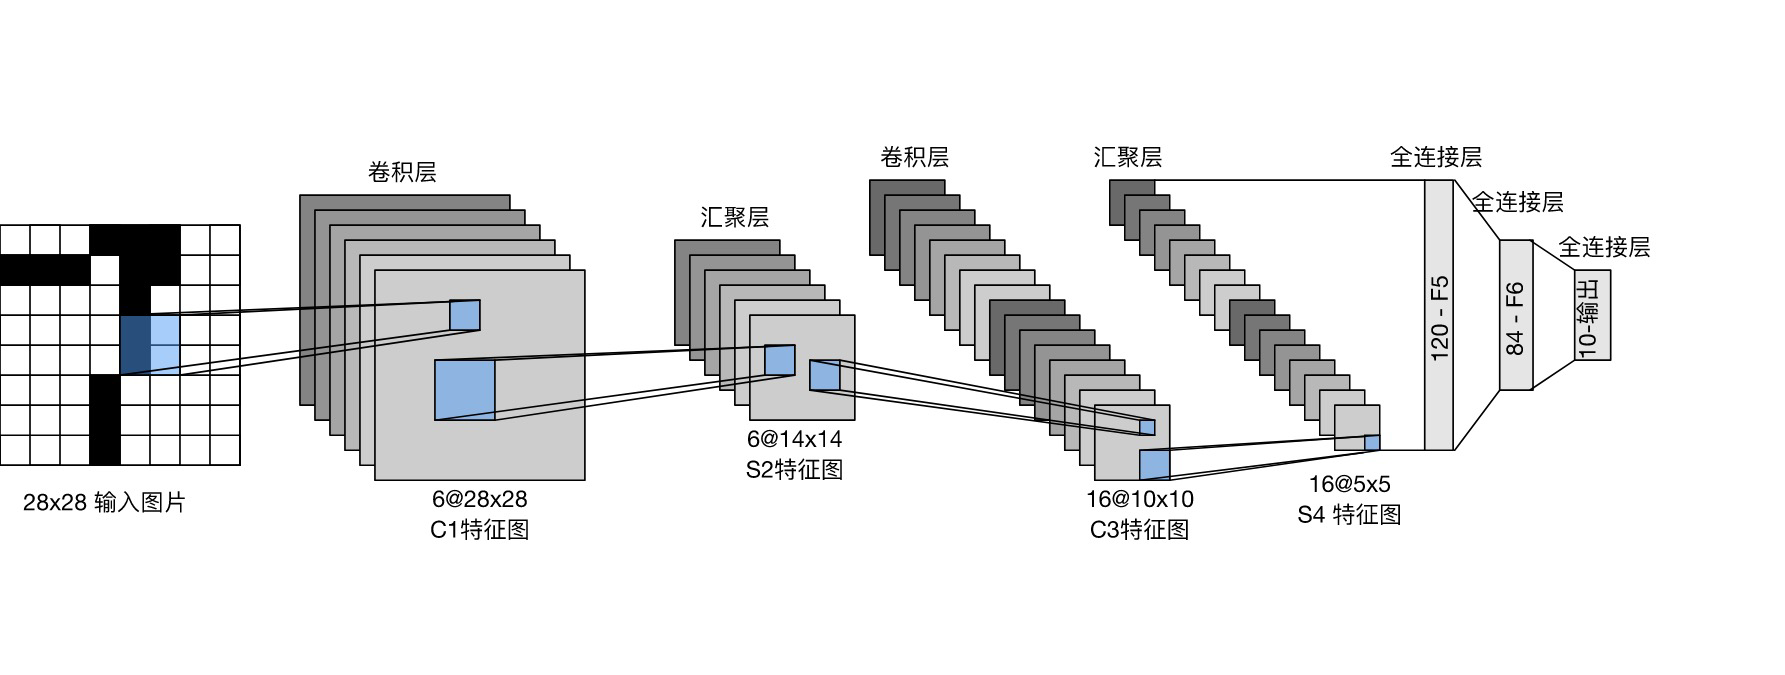 28x28 输入图片
卷积层
6@28x28
C1特征图
汇聚层
6@14x14
S2特征图
卷积层
16@10x10
C3特征图
汇聚层
16@5x5
S4 特征图
全连接层
120 - F5
全连接层
84 - F6
全连接层
10-输出